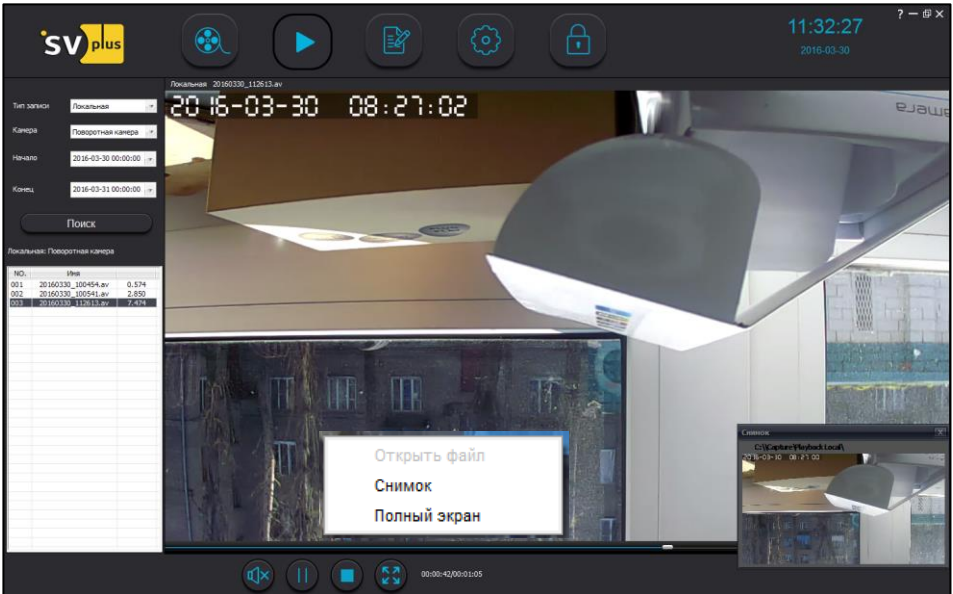 SV plus
11:32:27
2016-03-30
?
Локальная 20160330_112613.av
2016-03-30 08:27:02
camera
Тип записи Локальная
Камера Поворотная камера
Начало 2016-03-30 00:00:00
Конец 2016-03-31 00:00:00
Поиск
Локальная: Поворотная камера
NO. Имя
001 20160330_100454.av 0.574
002 20160330_100541.av 2.850
003 20160330_112613.av 7.474
Открыть файл
Снимок
Полный экран
Снимок
C:\Capture\Playback\Local\
2016-03-30 08:27:00
00:00:42/00:01:05